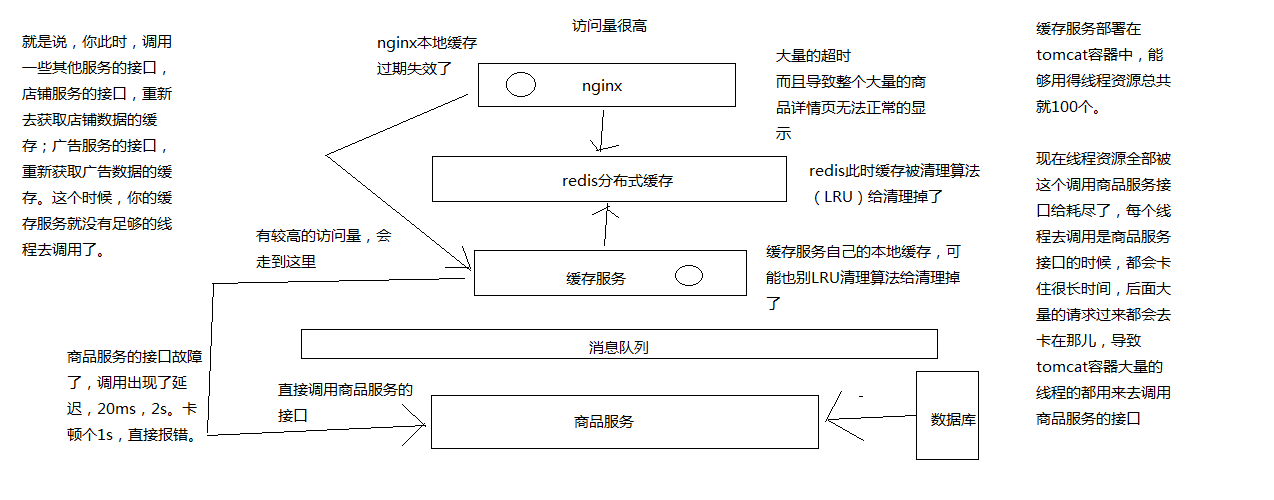 访问量很高
就是说，你此时，调用
一些其他服务的接口，
店铺服务的接口，重新
去获取店铺数据的缓
存；广告服务的接口，
重新获取广告数据的缓
存。这个时候，你的缓
存服务就没有足够的线
程去调用了。
nginx本地缓存
过期失效了
nginx
大量的超时
而且导致整个大量的商
品详情页无法正常的显
示
redis分布式缓存
redis此时缓存被清理算法
（LRU）给清理掉了
有较高的访问量，会
走到这里
缓存服务
缓存服务自己的本地缓存，可
能也别LRU清理算法给清理掉
了
消息队列
商品服务的接口故障
了，调用出现了延
迟，20ms，2s。卡
顿个1s，直接报错。
直接调用商品服务的
接口
商品服务
数据库
缓存服务部署在
tomcat容器中，能
够用得线程资源总共
就100个。
现在线程资源全部被
这个调用商品服务接
口给耗尽了，每个线
程去调用是商品服务
接口的时候，都会卡
住很长时间，后面大
量的请求过来都会去
卡在那儿，导致
tomcat容器大量的
线程的都用来去调用
商品服务的接口